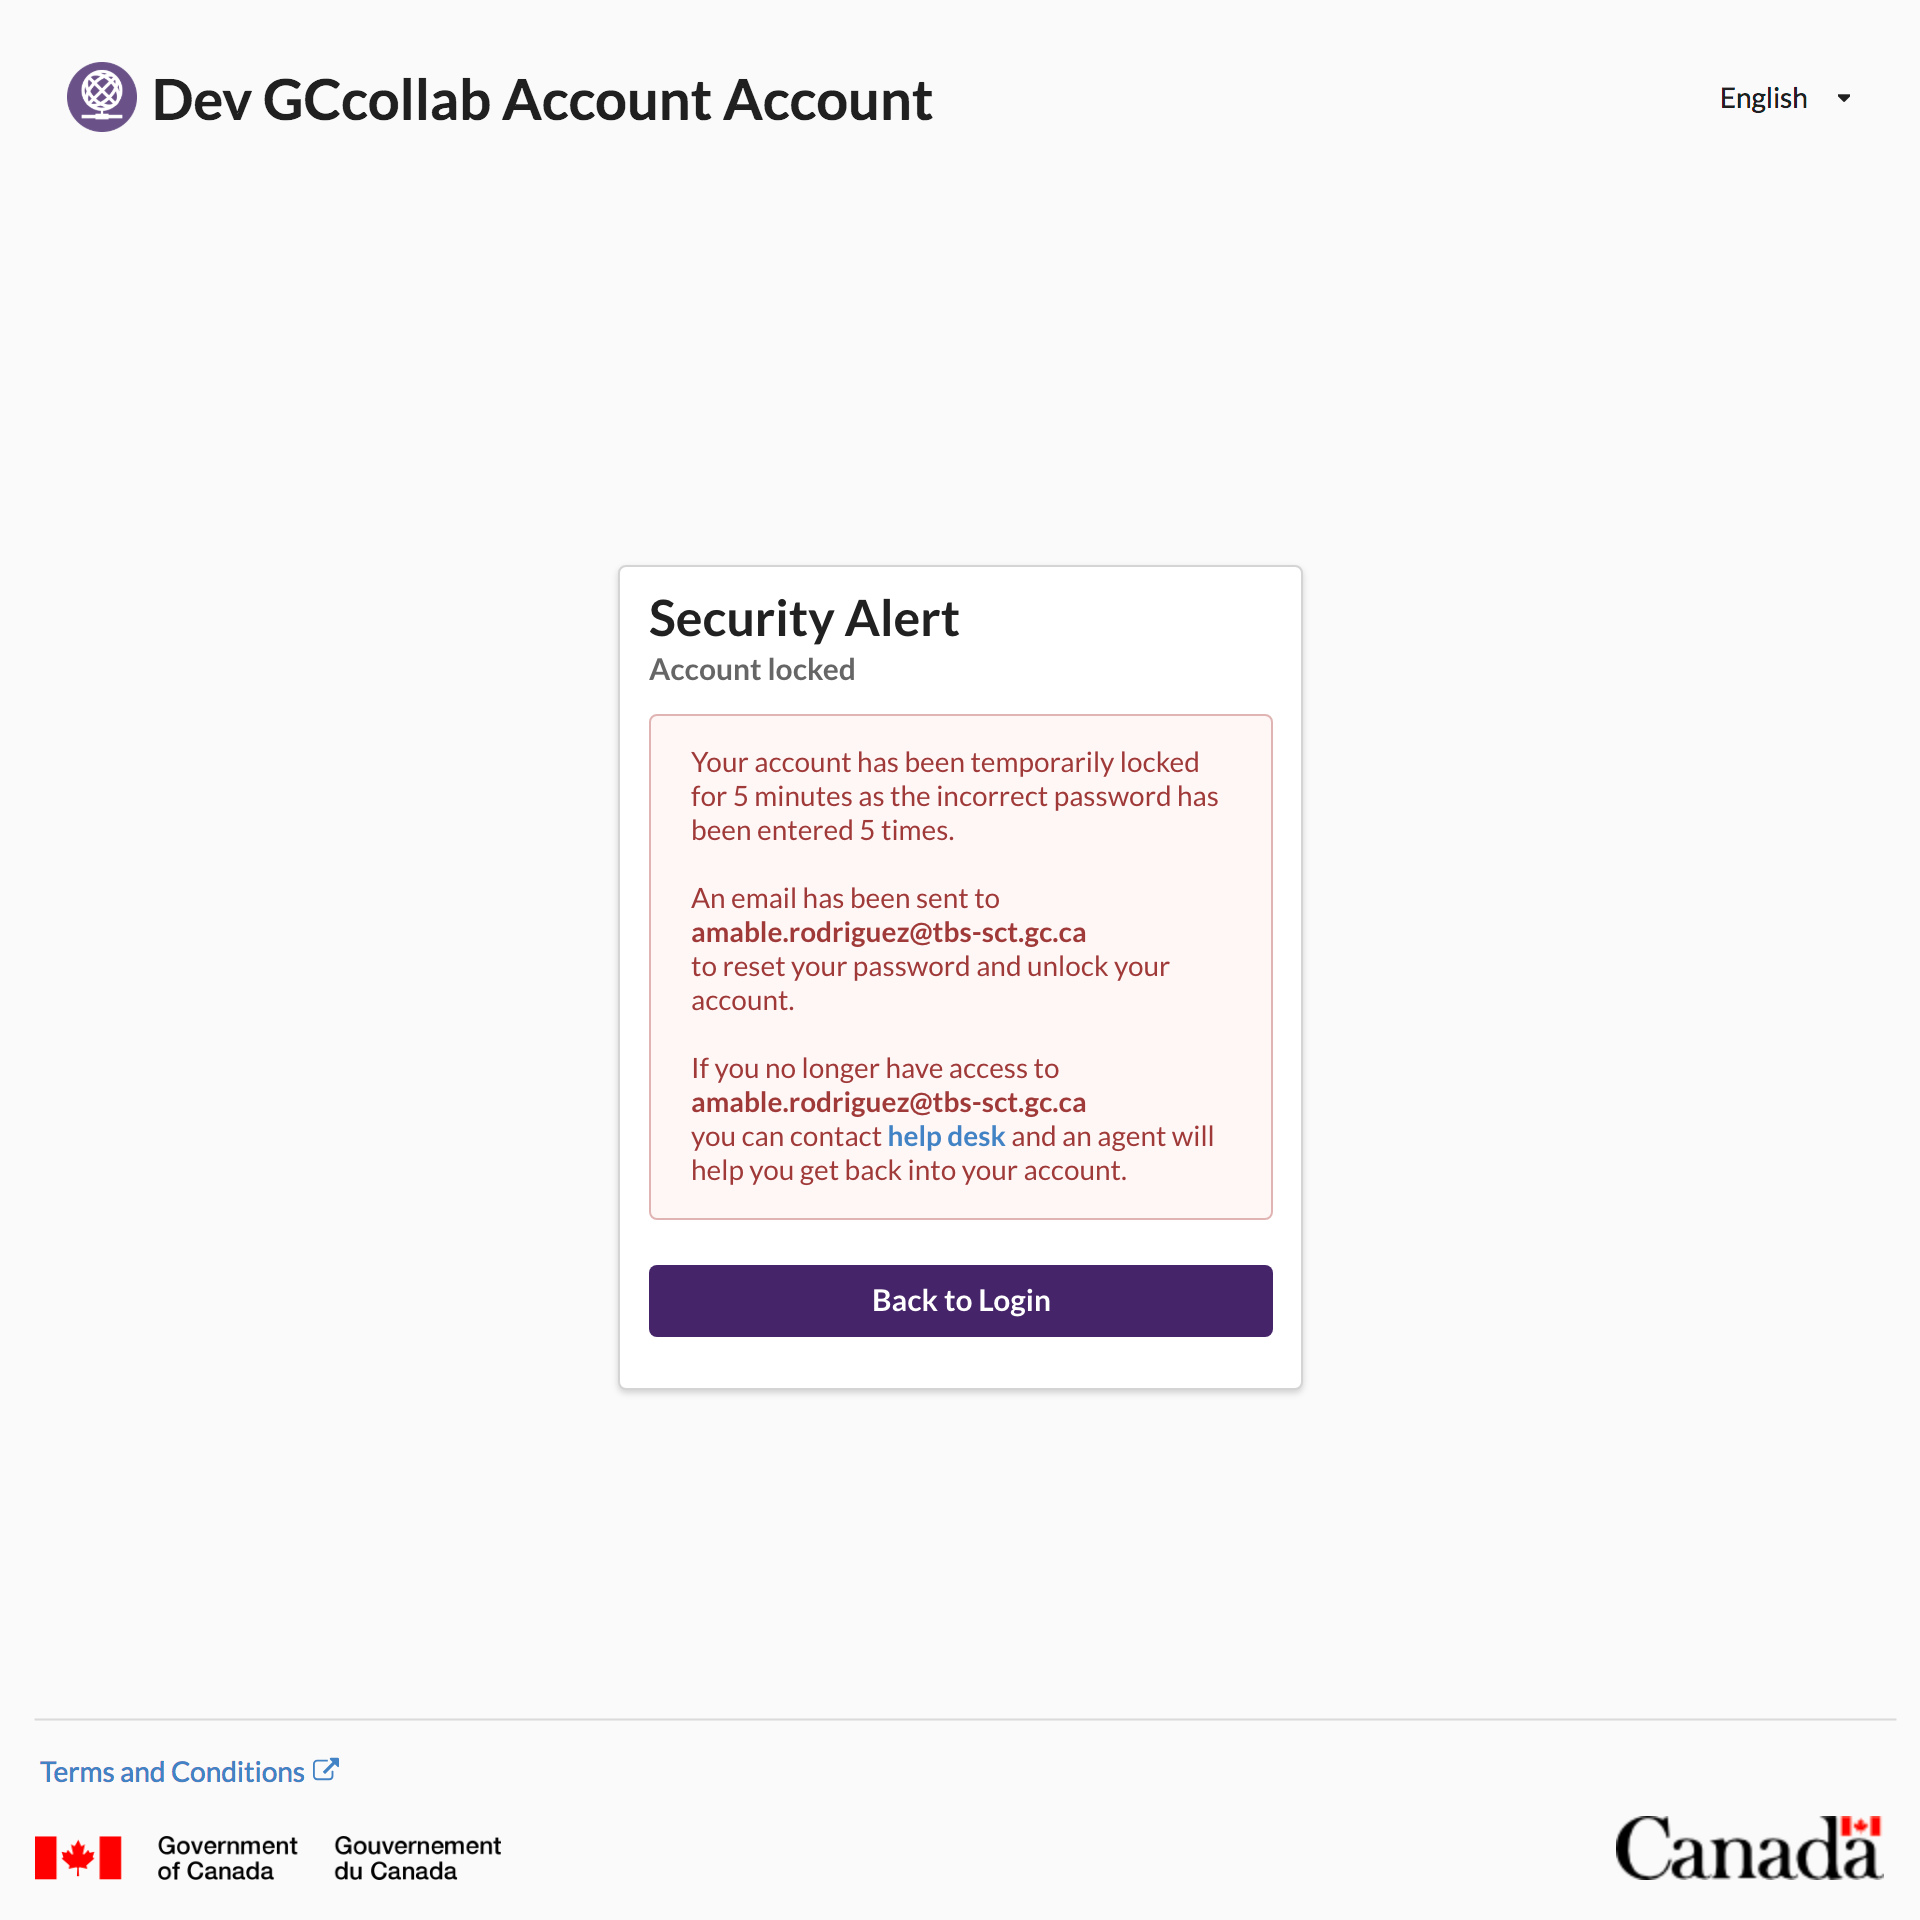 Dev GCcollab Account Account
English
Security Alert
Account locked
Your account has been temporarily locked
for 5 minutes as the incorrect password has
been entered 5 times.
An email has been sent to
amable.rodriguez@tbs-sct.gc.ca
to reset your password and unlock your
account.
If you no longer have access to
amable.rodriguez@tbs-sct.gc.ca
you can contact help desk and an agent will
help you get back into your account.
Back to Login
Terms and Conditions
Government
of Canada
Gouvernement
du Canada
Canada